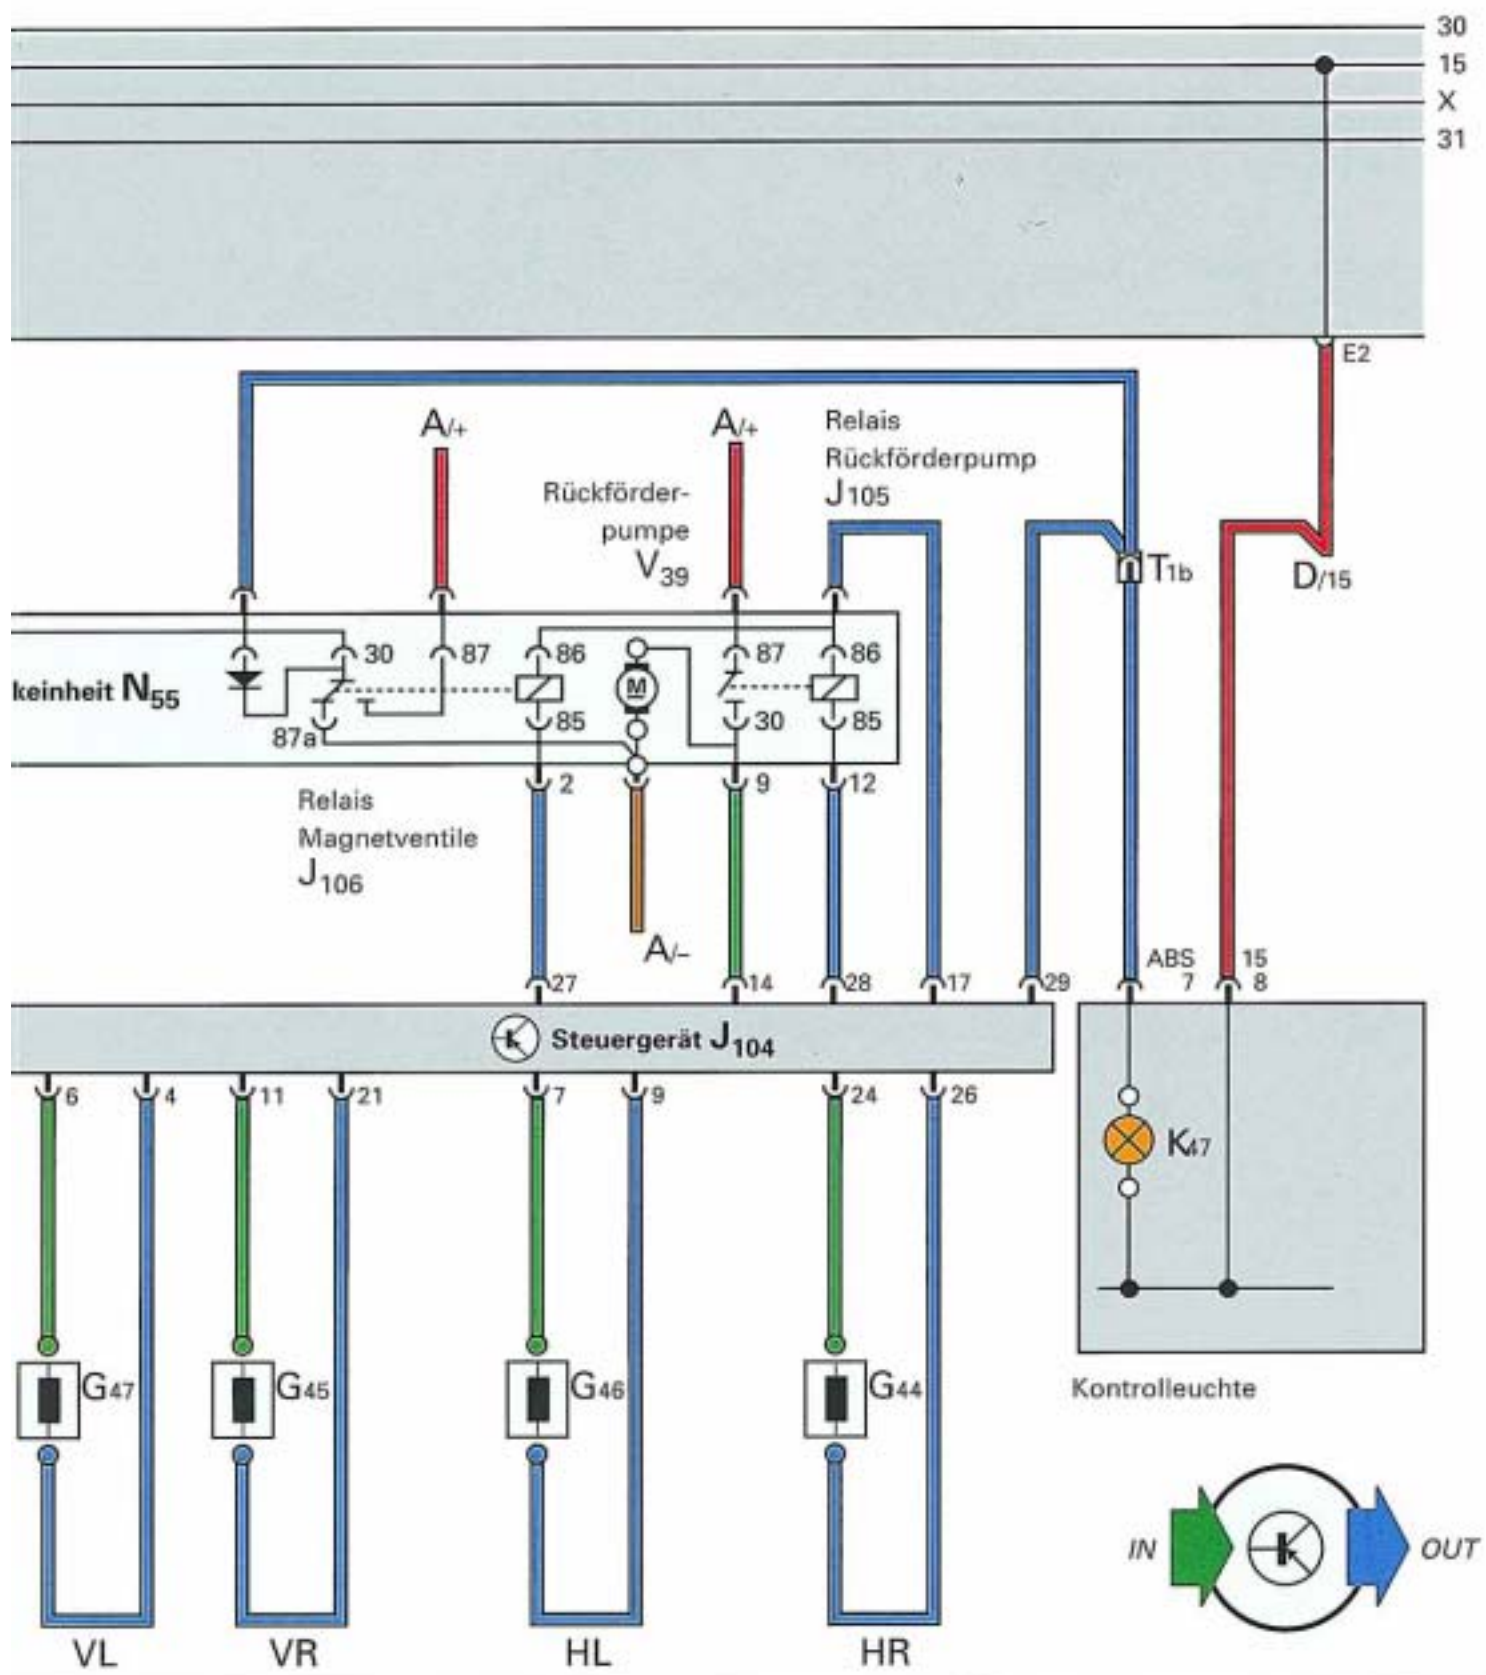 30
15
X
31
E2
A/+
A/+
Relais
Rückförderpump
J105
Rückförder-
pumpe
V39
T1b
D/15
30
87
86
87
86
keinheit N55
M
87a
85
30
85
2
9
12
Relais
Magnetventile
J106
A/–
ABS
15
27
14
28
17
29
7
8
Steuergerät J104
6
4
11
21
7
9
24
26
K47
G47
G45
G46
G44
Kontrolleuchte
IN
OUT
VL
VR
HL
HR